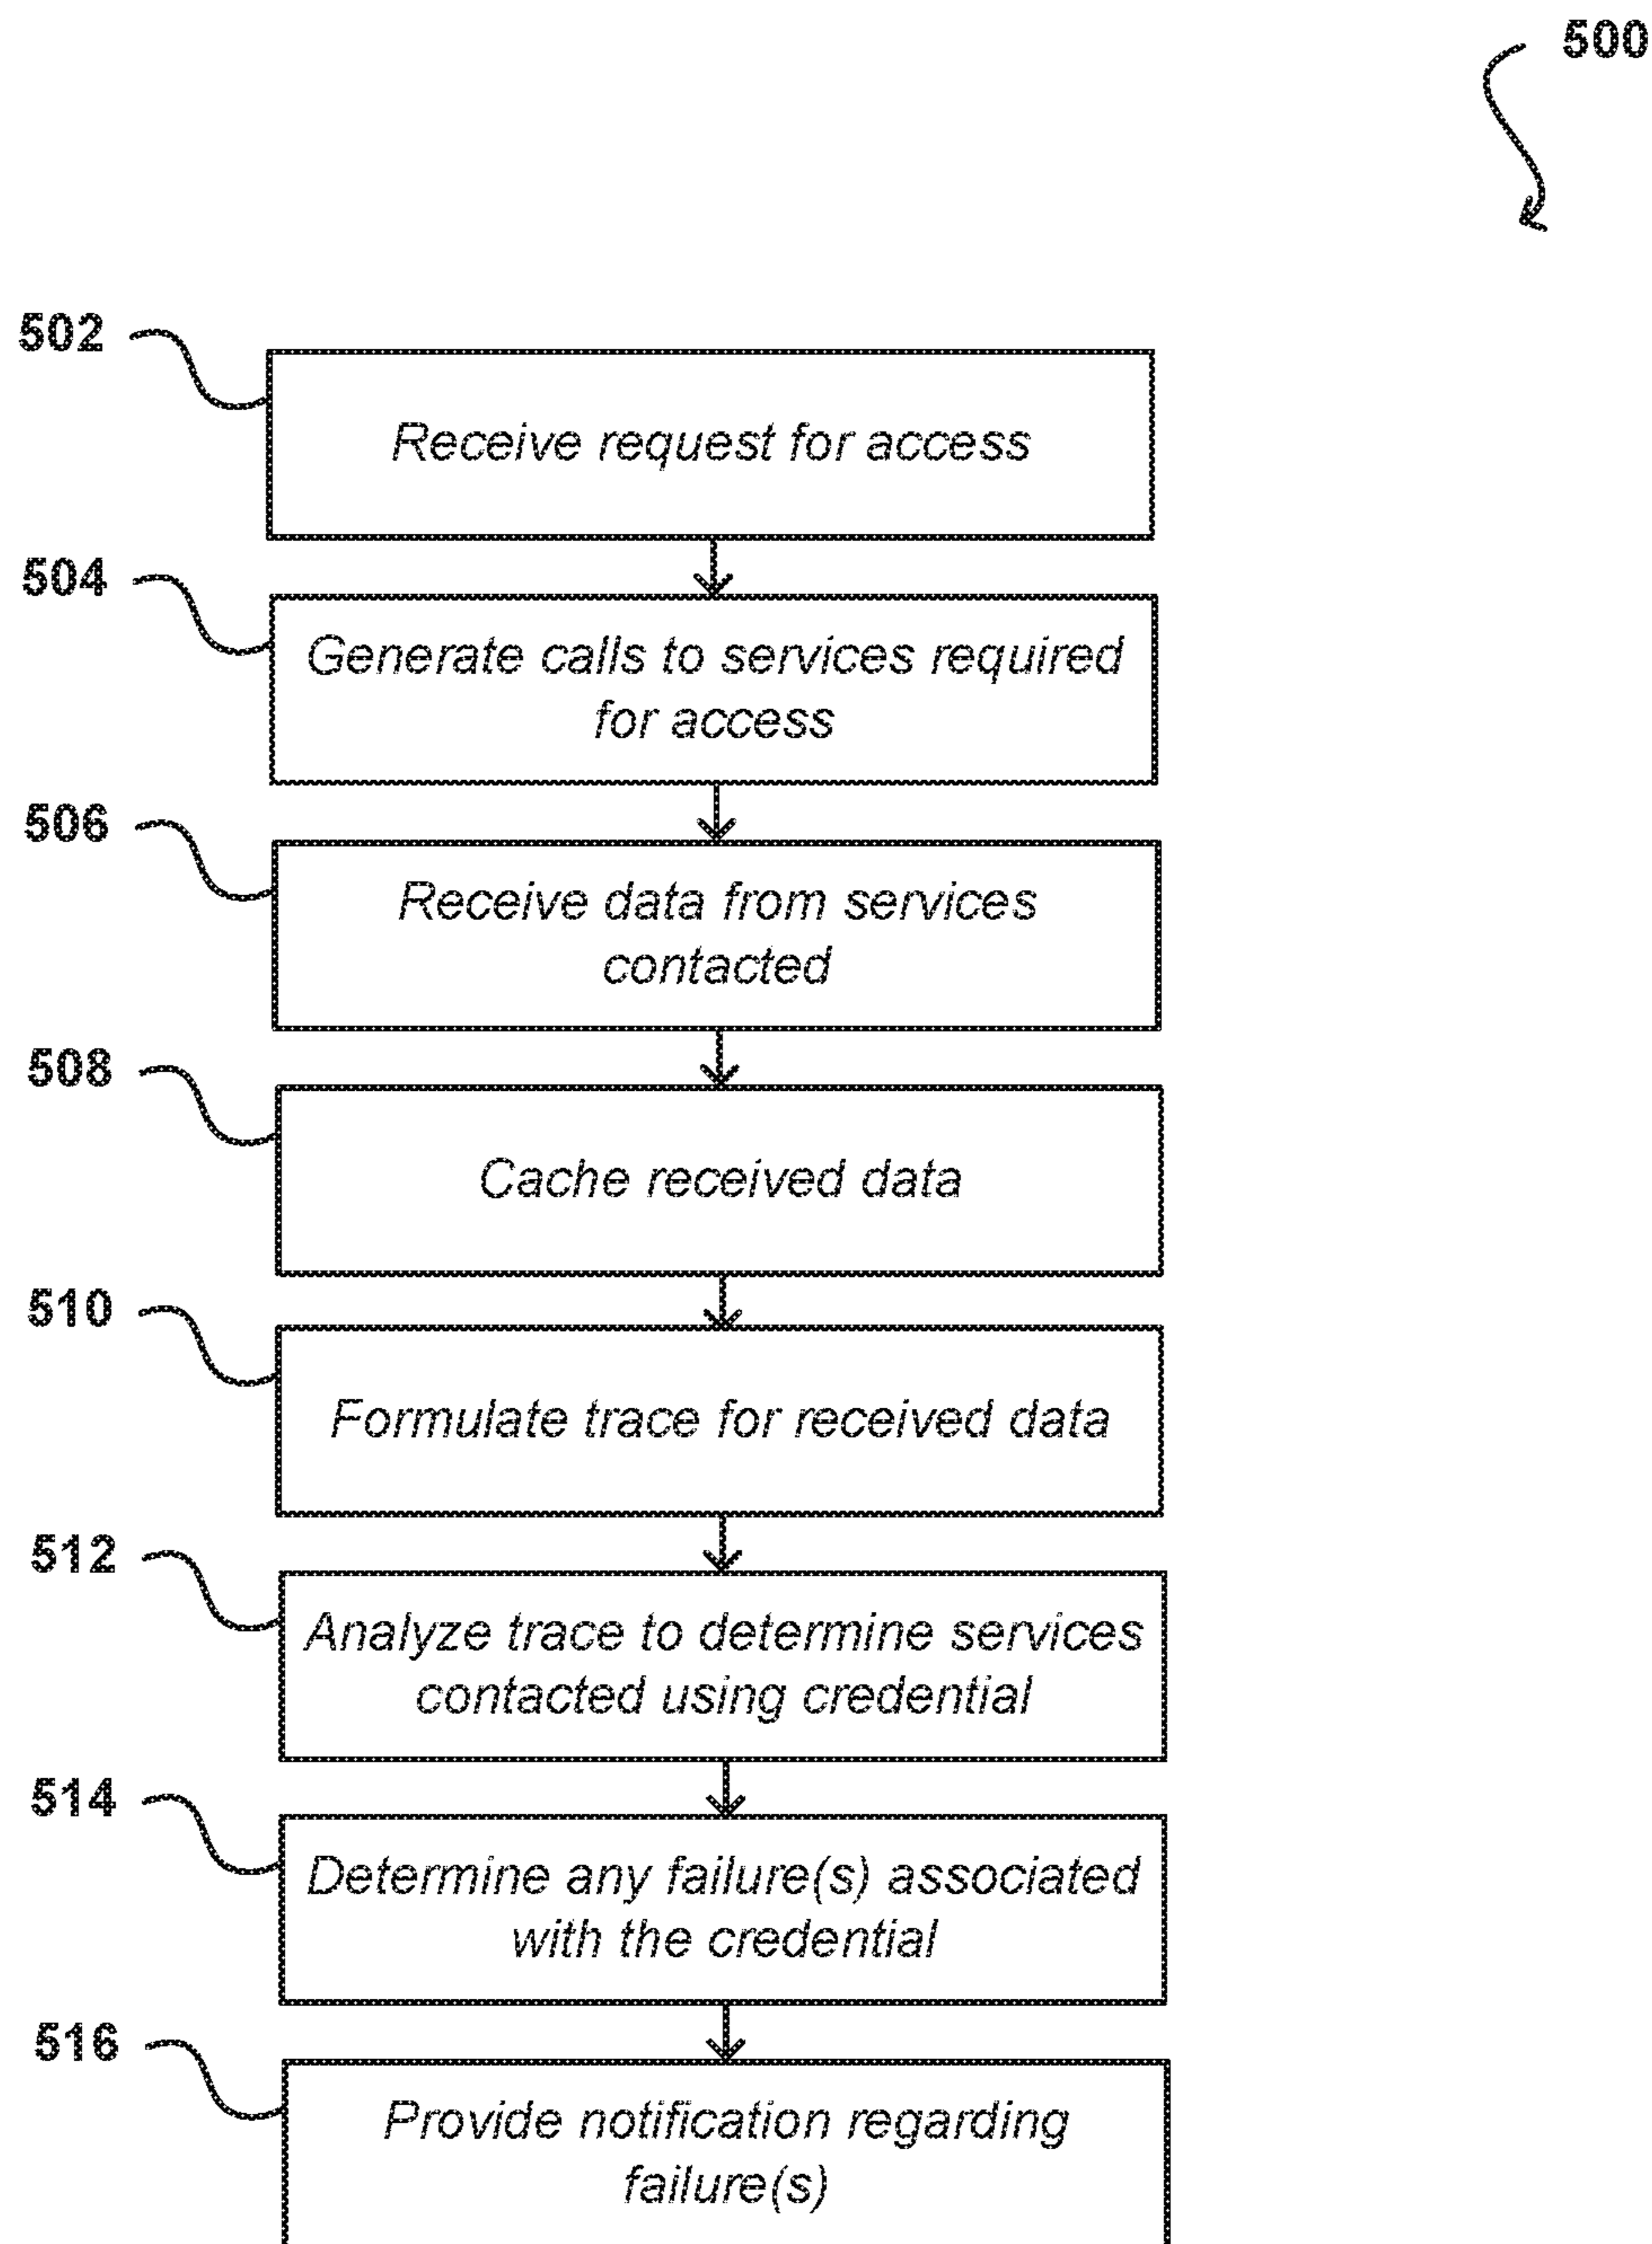 500
502
Receive request for access
504
Generate calls to services required
for access
506
Receive data from services
contacted
508
Cache received data
510
Formulate trace for received data
512
Analyze trace to determine services
contacted using credential
514
Determine any failure(s) associated
with the credential
516
Provide notification regarding
failure(s)